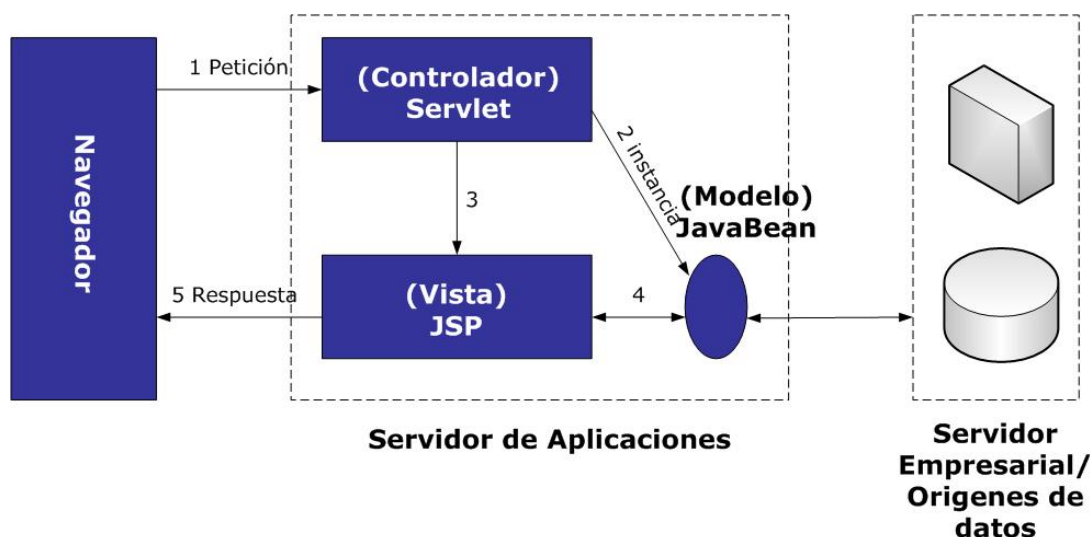 Navegador
1 Petición
(Controlador)
Servlet
2 instancia
3
(Modelo)
JavaBean
5 Respuesta
(Vista)
JSP
4
Servidor de Aplicaciones
Servidor
Empresarial/
Origenes de
datos